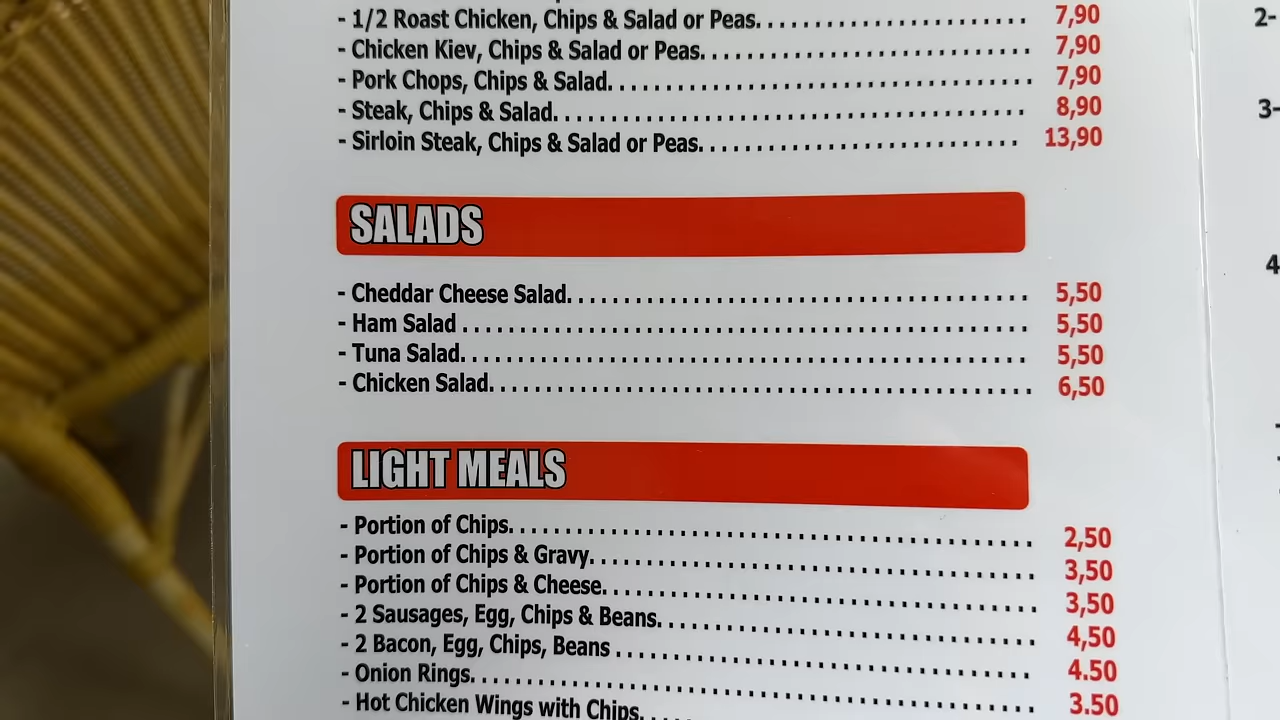 - 1/2 Roast Chicken, Chips & Salad or Peas. 7,90
- Chicken Kiev, Chips & Salad or Peas. 7,90
- Pork Chops, Chips & Salad. 7,90
- Steak, Chips & Salad. 8,90
- Sirloin Steak, Chips & Salad or Peas. 13,90
SALADS
- Cheddar Cheese Salad. 5,50
- Ham Salad 5,50
- Tuna Salad. 5,50
- Chicken Salad. 6,50
LIGHT MEALS
- Portion of Chips. 2,50
- Portion of Chips & Gravy. 3,50
- Portion of Chips & Cheese. 3,50
- 2 Sausages, Egg, Chips & Beans. 4,50
- 2 Bacon, Egg, Chips, Beans 4.50
- Onion Rings. 3.50
- Hot Chicken Wings with Chips.
2-
3-
4